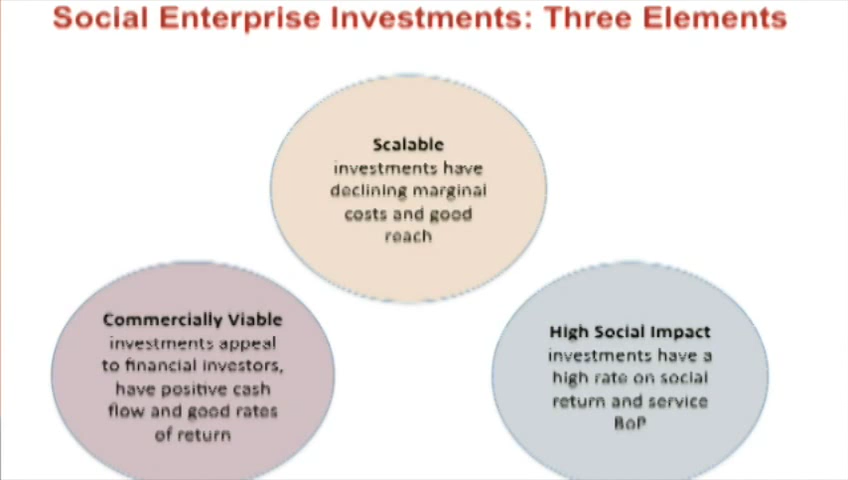 Social Enterprise Investments: Three Elements
Scalable
investments have
declining marginal
costs and good
reach
Commercially Viable
investments appeal
to financial investors,
have positive cash
flow and good rates
of return
High Social Impact
investments have a
high rate on social
return and service
BoP